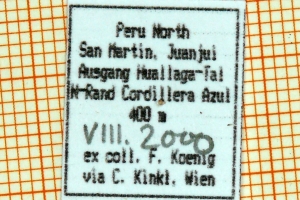 Peru North
San Martin, Juanjui
Ausgang Huallaga-Tal
N-Rand Cordillera Azul
400 m
VIII. 2000
ex coll. F. Koenig
via C. Kinkl, Wien